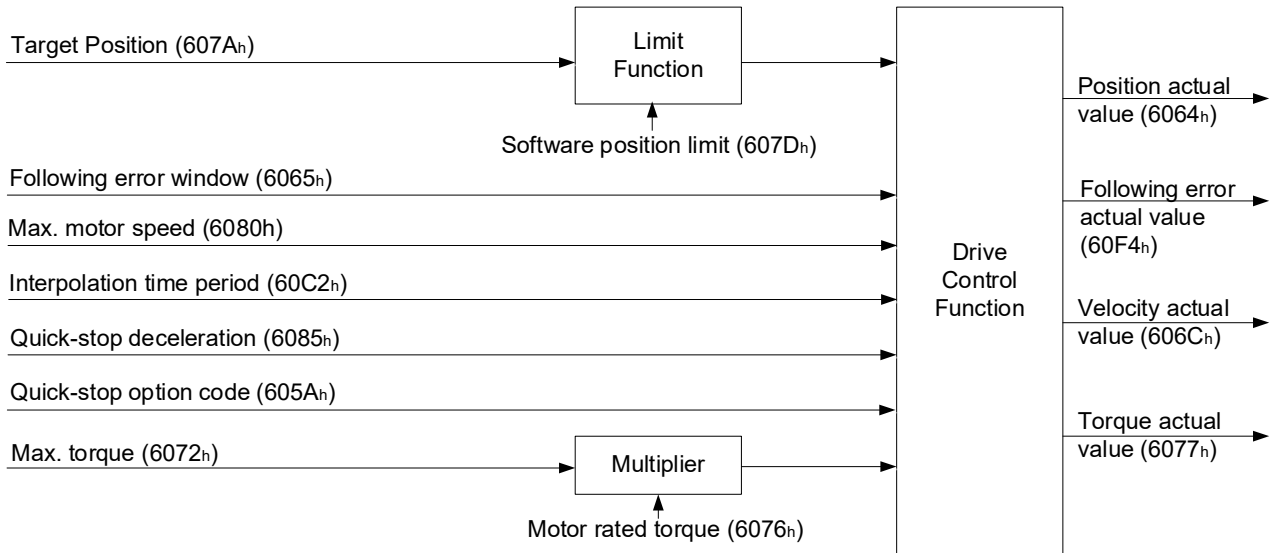 Target Position (607Ah)
Limit
Function
Software position limit (607Dh)
Following error window (6065h)
Max. motor speed (6080h)
Interpolation time period (60C2h)
Quick-stop deceleration (6085h)
Quick-stop option code (605Ah)
Max. torque (6072h)
Multiplier
Motor rated torque (6076h)
Drive
Control
Function
Position actual
value (6064h)
Following error
actual value
(60F4h)
Velocity actual
value (606Ch)
Torque actual
value (6077h)